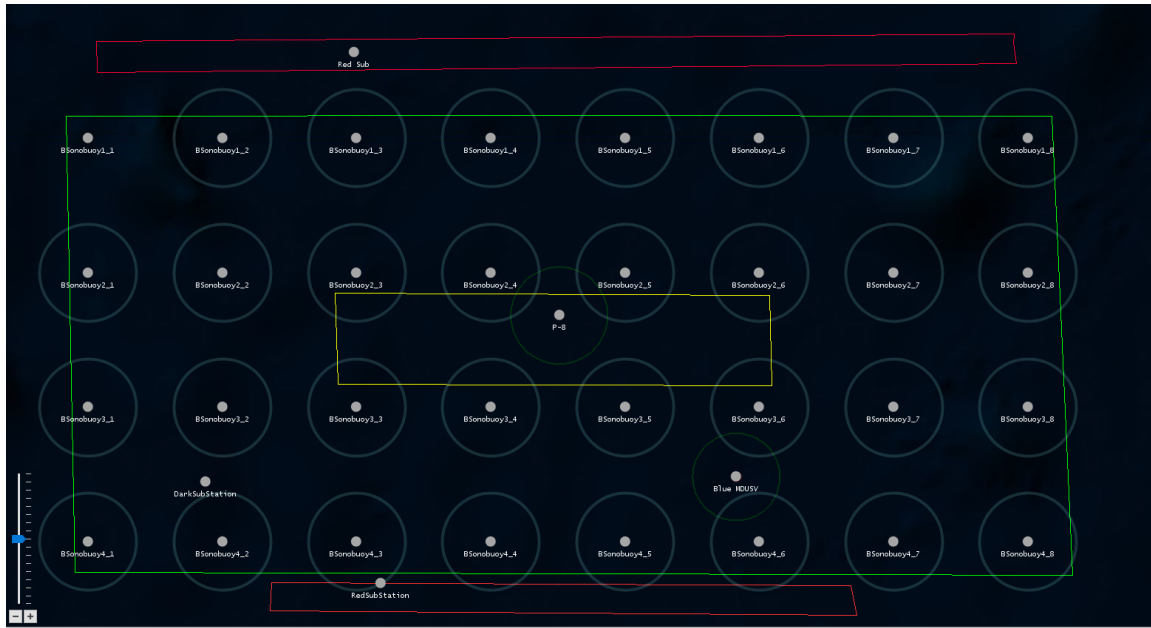 Red Sub
BSonobuoy1_1 BSonobuoy1_2 BSonobuoy1_3 BSonobuoy1_4 BSonobuoy1_5 BSonobuoy1_6 BSonobuoy1_7 BSonobuoy1_8
BSonobuoy2_1 BSonobuoy2_2 BSonobuoy2_3 BSonobuoy2_4 BSonobuoy2_5 BSonobuoy2_6 BSonobuoy2_7 BSonobuoy2_8
P-8
BSonobuoy3_1 BSonobuoy3_2 BSonobuoy3_3 BSonobuoy3_4 BSonobuoy3_5 BSonobuoy3_6 BSonobuoy3_7 BSonobuoy3_8
DarkSubStation Blue MDUSV
BSonobuoy4_1 BSonobuoy4_2 BSonobuoy4_3 BSonobuoy4_4 BSonobuoy4_5 BSonobuoy4_6 BSonobuoy4_7 BSonobuoy4_8
RedSubStation